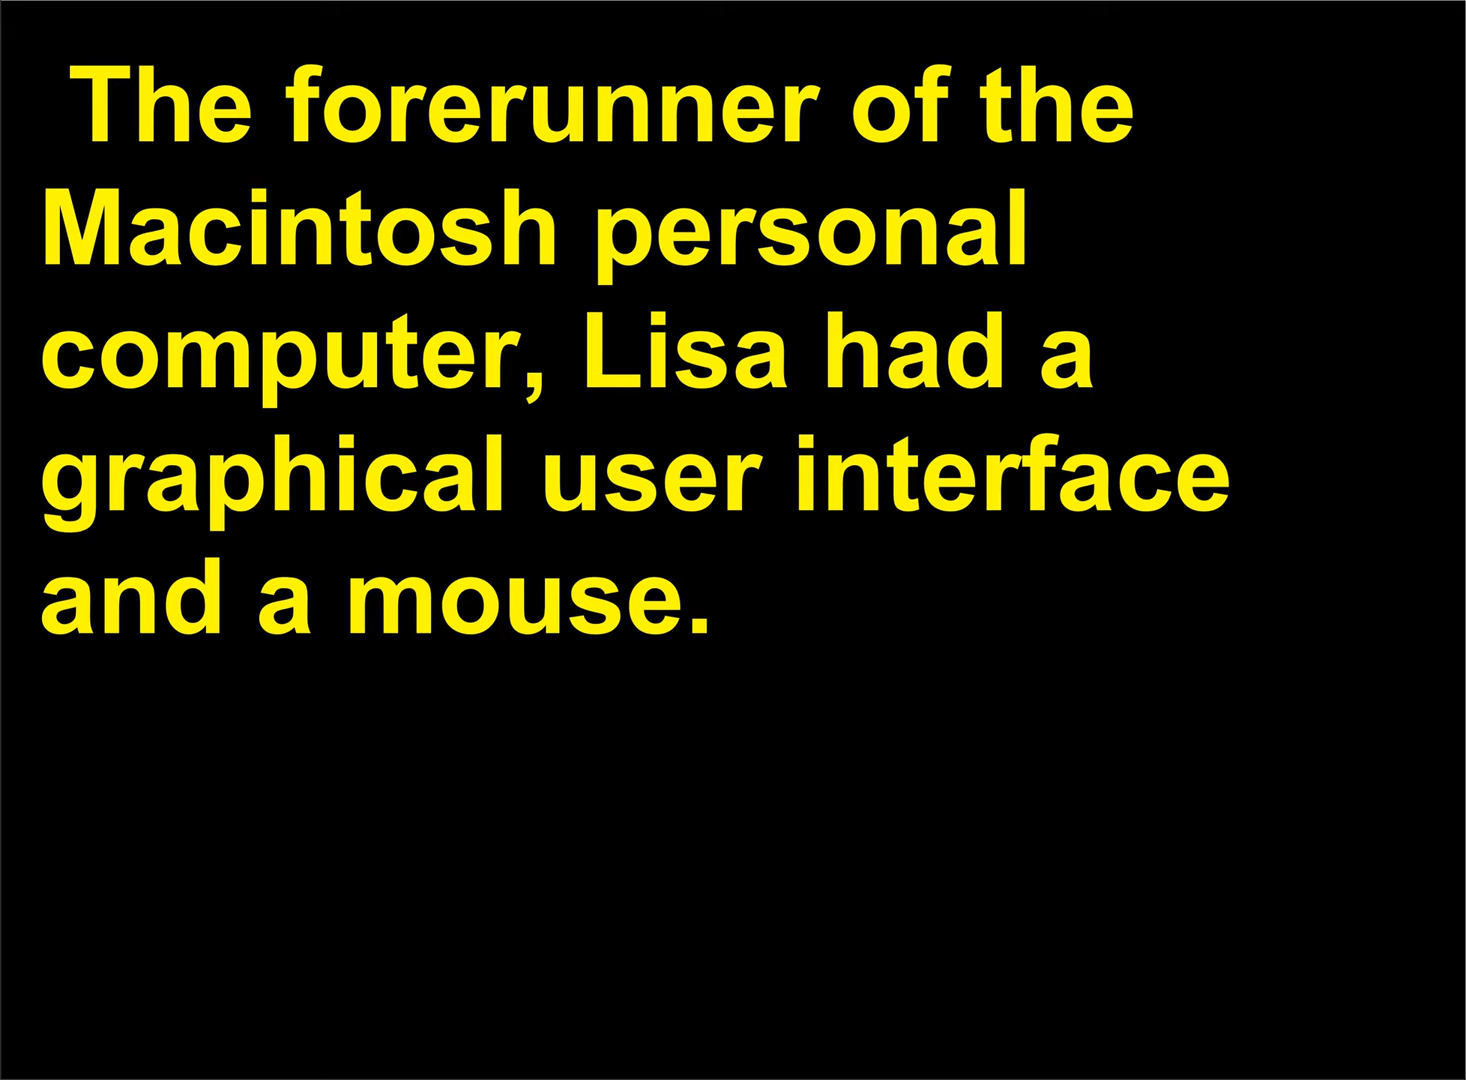 The forerunner of the
Macintosh personal
computer, Lisa had a
graphical user interface
and a mouse.